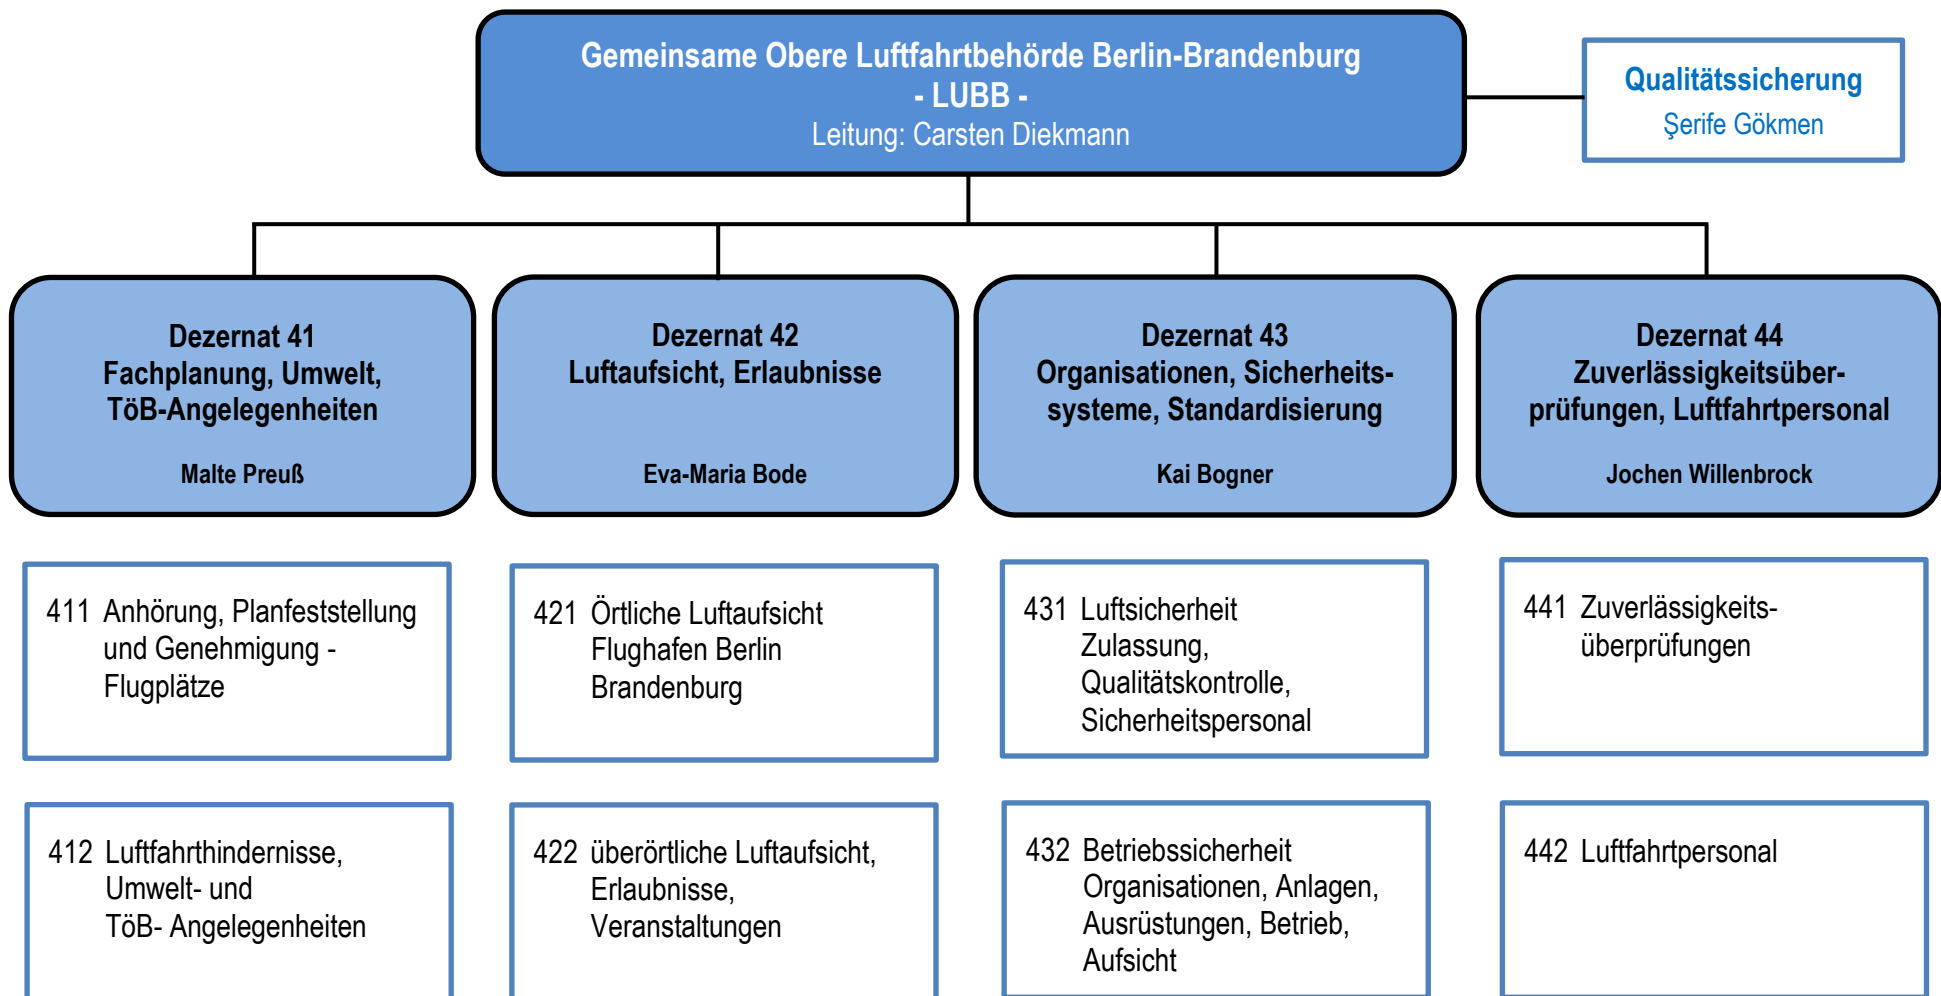 Gemeinsame Obere Luftfahrtbehörde Berlin-Brandenburg
- LUBB -
Leitung: Carsten Diekmann
Qualitätssicherung
Şerife Gökmen
Dezernat 41
Fachplanung, Umwelt,
TöB-Angelegenheiten
Malte Preuß
Dezernat 42
Luftaufsicht, Erlaubnisse
Eva-Maria Bode
Dezernat 43
Organisationen, Sicherheits-
systeme, Standardisierung
Kai Bogner
Dezernat 44
Zuverlässigkeitsüber-
prüfungen, Luftfahrtpersonal
Jochen Willenbrock
411 Anhörung, Planfeststellung
und Genehmigung -
Flugplätze
421 Örtliche Luftaufsicht
Flughafen Berlin
Brandenburg
431 Luftsicherheit
Zulassung,
Qualitätskontrolle,
Sicherheitspersonal
441 Zuverlässigkeits-
überprüfungen
412 Luftfahrthindernisse,
Umwelt- und
TöB- Angelegenheiten
422 überörtliche Luftaufsicht,
Erlaubnisse,
Veranstaltungen
432 Betriebssicherheit
Organisationen, Anlagen,
Ausrüstungen, Betrieb,
Aufsicht
442 Luftfahrtpersonal